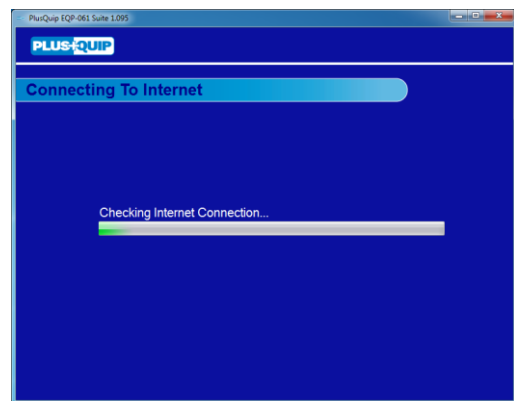 PlusQuip EQP-061 Suite 1.095
PLUS QUIP
Connecting To Internet
Checking Internet Connection...